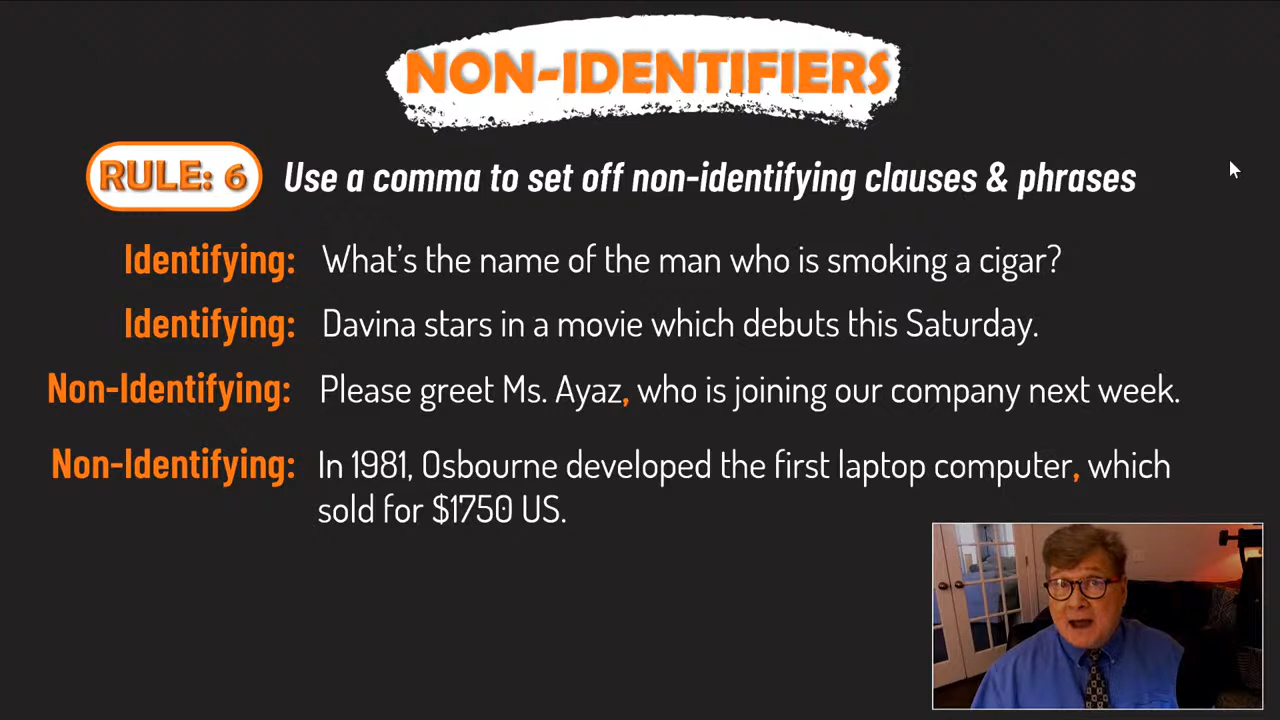 NON-IDENTIFIERS
RULE: 6 Use a comma to set off non-identifying clauses & phrases
Identifying: What's the name of the man who is smoking a cigar?
Identifying: Davina stars in a movie which debuts this Saturday.
Non-Identifying: Please greet Ms. Ayaz, who is joining our company next week.
Non-Identifying: In 1981, Osbourne developed the first laptop computer, which
sold for $1750 US.